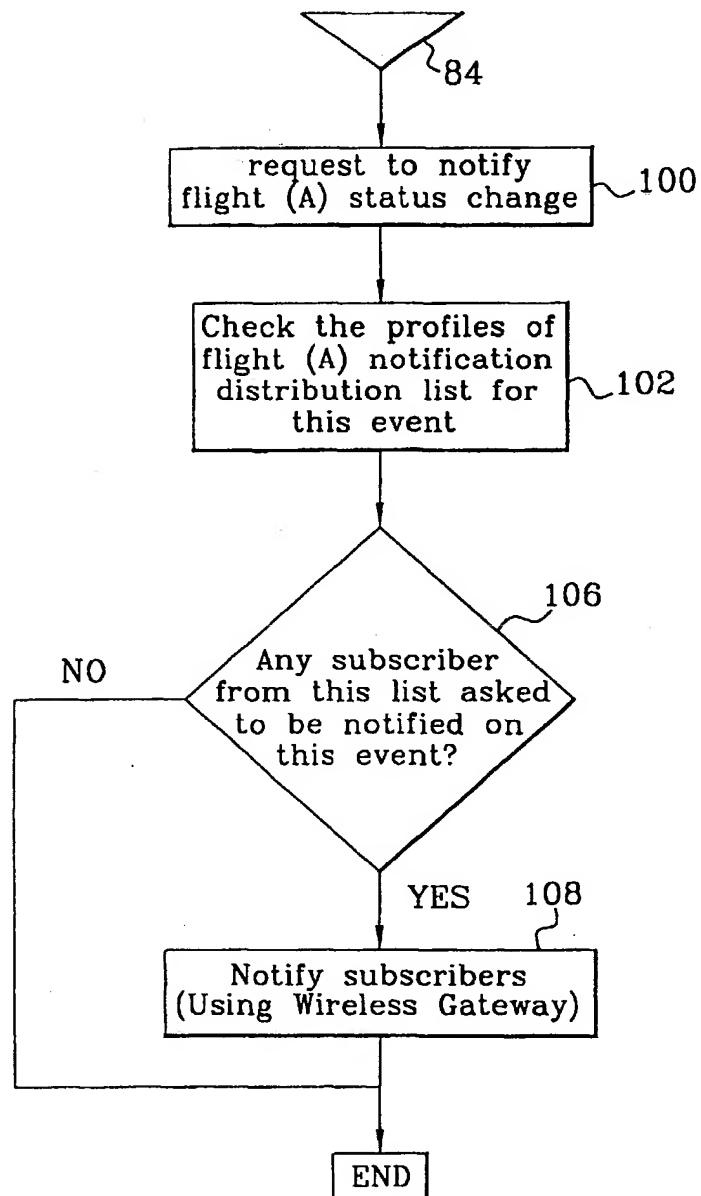 84
request to notify
flight (A) status change
100
Check the profiles of
flight (A) notification
distribution list for
this event
102
106
Any subscriber
from this list asked
to be notified on
this event?
NO
YES
108
Notify subscribers
(Using Wireless Gateway)
END